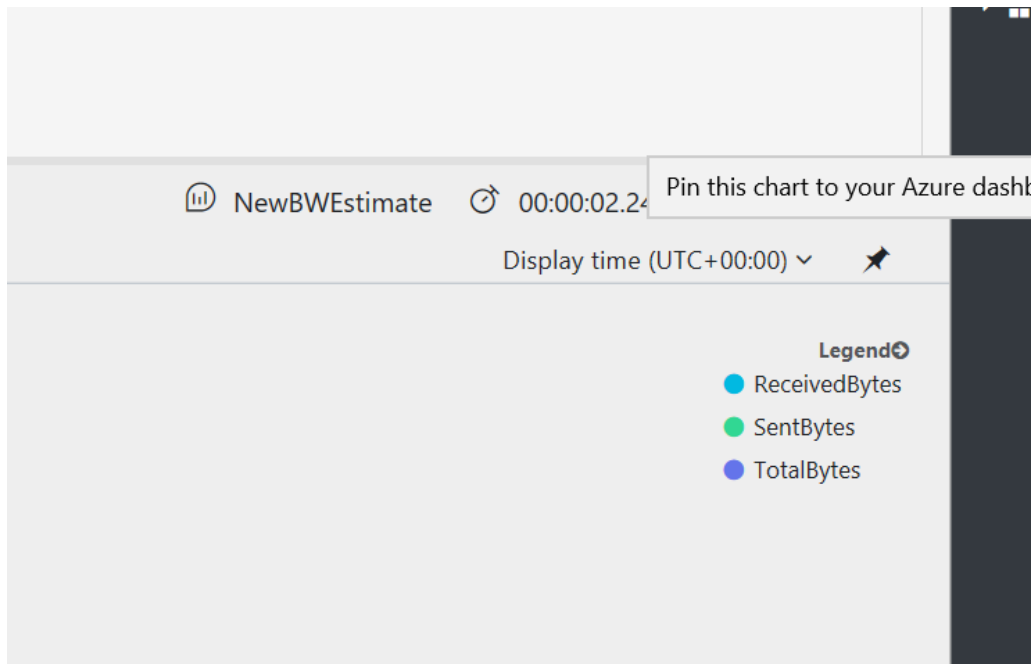 NewBWEstimate 00:00:02.24
Pin this chart to your Azure
Display time (UTC+00:00)
Legend
ReceivedBytes
SentBytes
TotalBytes